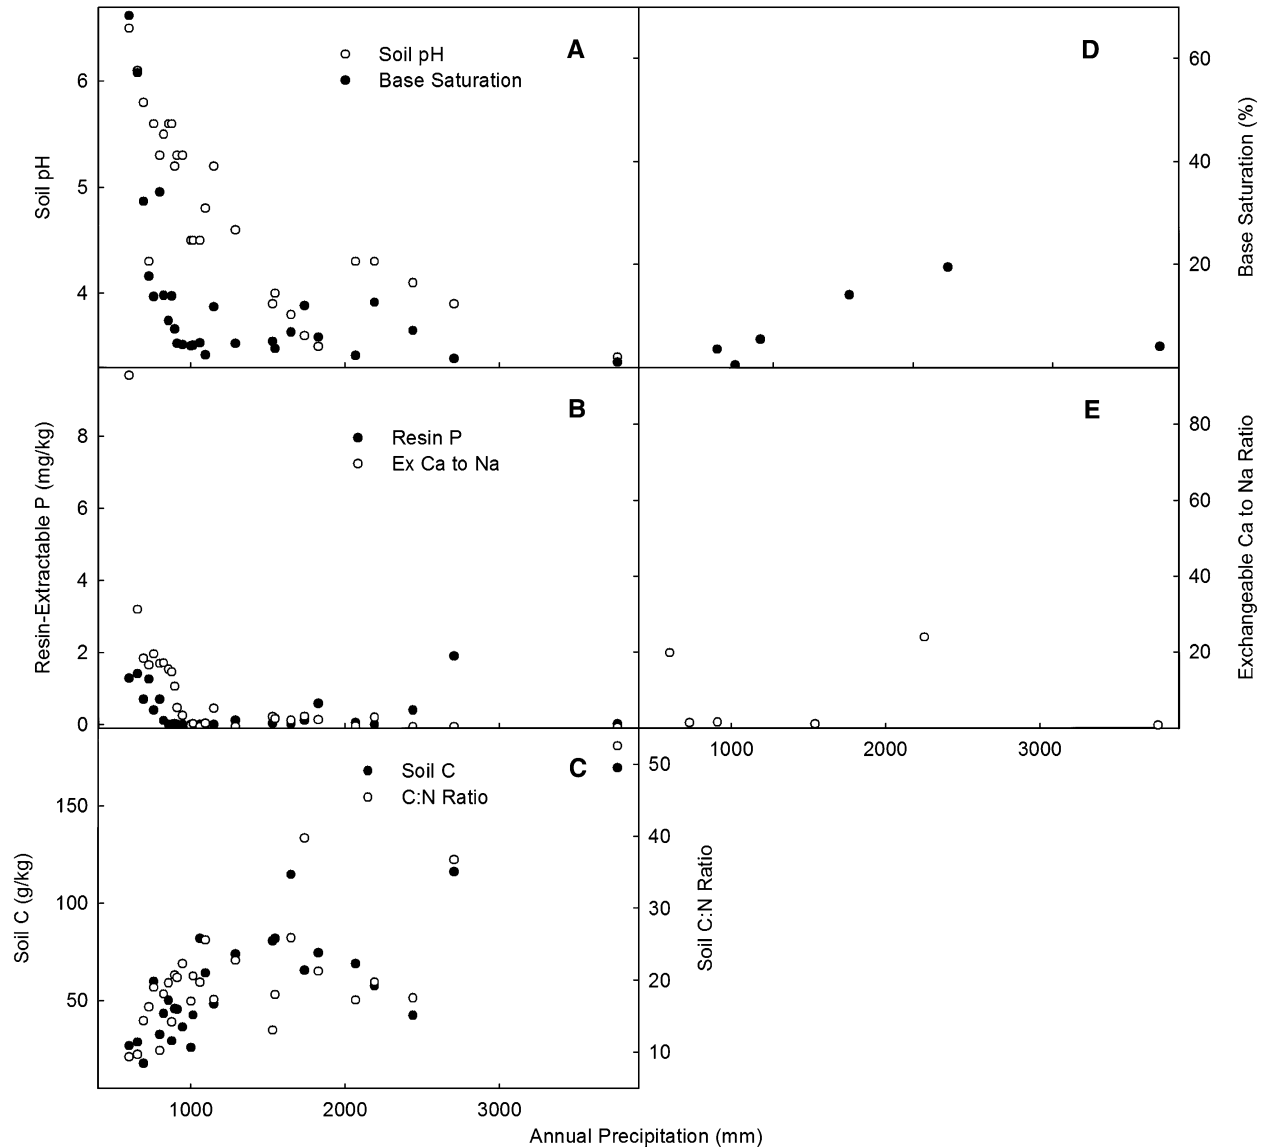 A
Soil pH
Base Saturation
6
5
4
Soil pH
D
60
40
20
Base Saturation (%)
B
Resin P
Ex Ca to Na
8
6
4
2
0
Resin-Extractable P (mg/kg)
E
80
60
40
20
0
Exchangeable Ca to Na Ratio
1000 2000 3000
C
Soil C
C:N Ratio
150
100
50
Soil C (g/kg)
50
40
30
20
10
Soil C:N Ratio
1000 2000 3000
Annual Precipitation (mm)